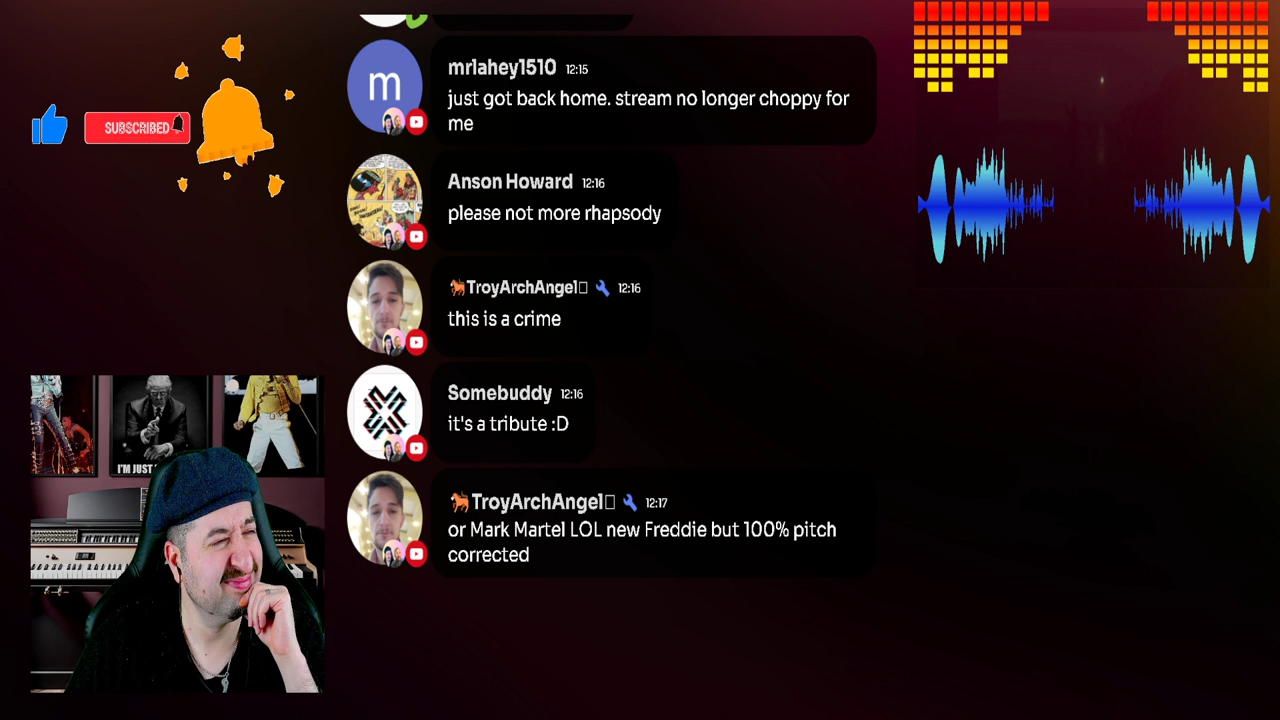 SUBSCRIBED
mrlahey1510 12:15
just got back home. stream no longer choppy for
me
Anson Howard 12:16
please not more rhapsody
TroyArchAngel 12:16
this is a crime
Somebuddy 12:16
it's a tribute :D
TroyArchAngel 12:17
or Mark Martel LOL new Freddie but 100% pitch
corrected
m
I'M JUST